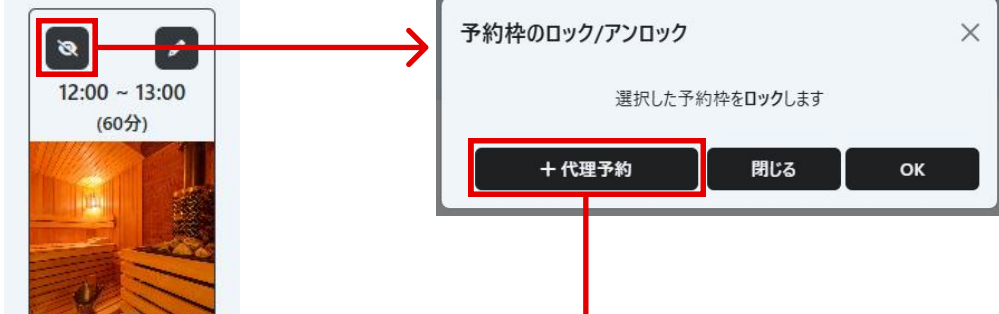 12:00 ~ 13:00
(60分)
予約枠のロック/アンロック
選択した予約枠をロックします
＋代理予約
閉じる
OK